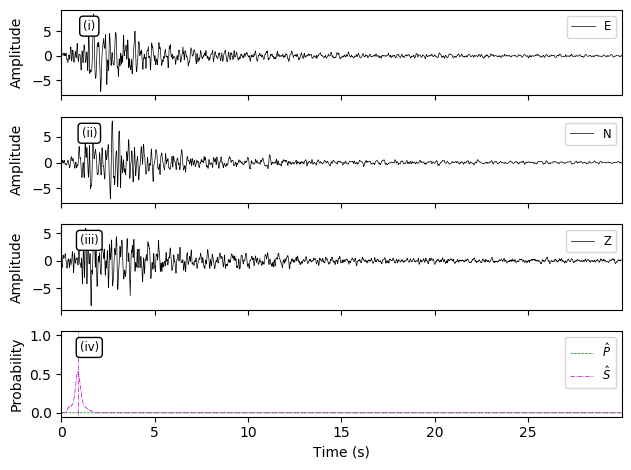 Amplitude
5
0
−5
(i)
E
Amplitude
5
0
−5
(ii)
N
Amplitude
5
0
−5
(iii)
Z
Probability
1.0
0.5
0.0
(iv)
P̂
Ŝ
0 5 10 15 20 25
Time (s)